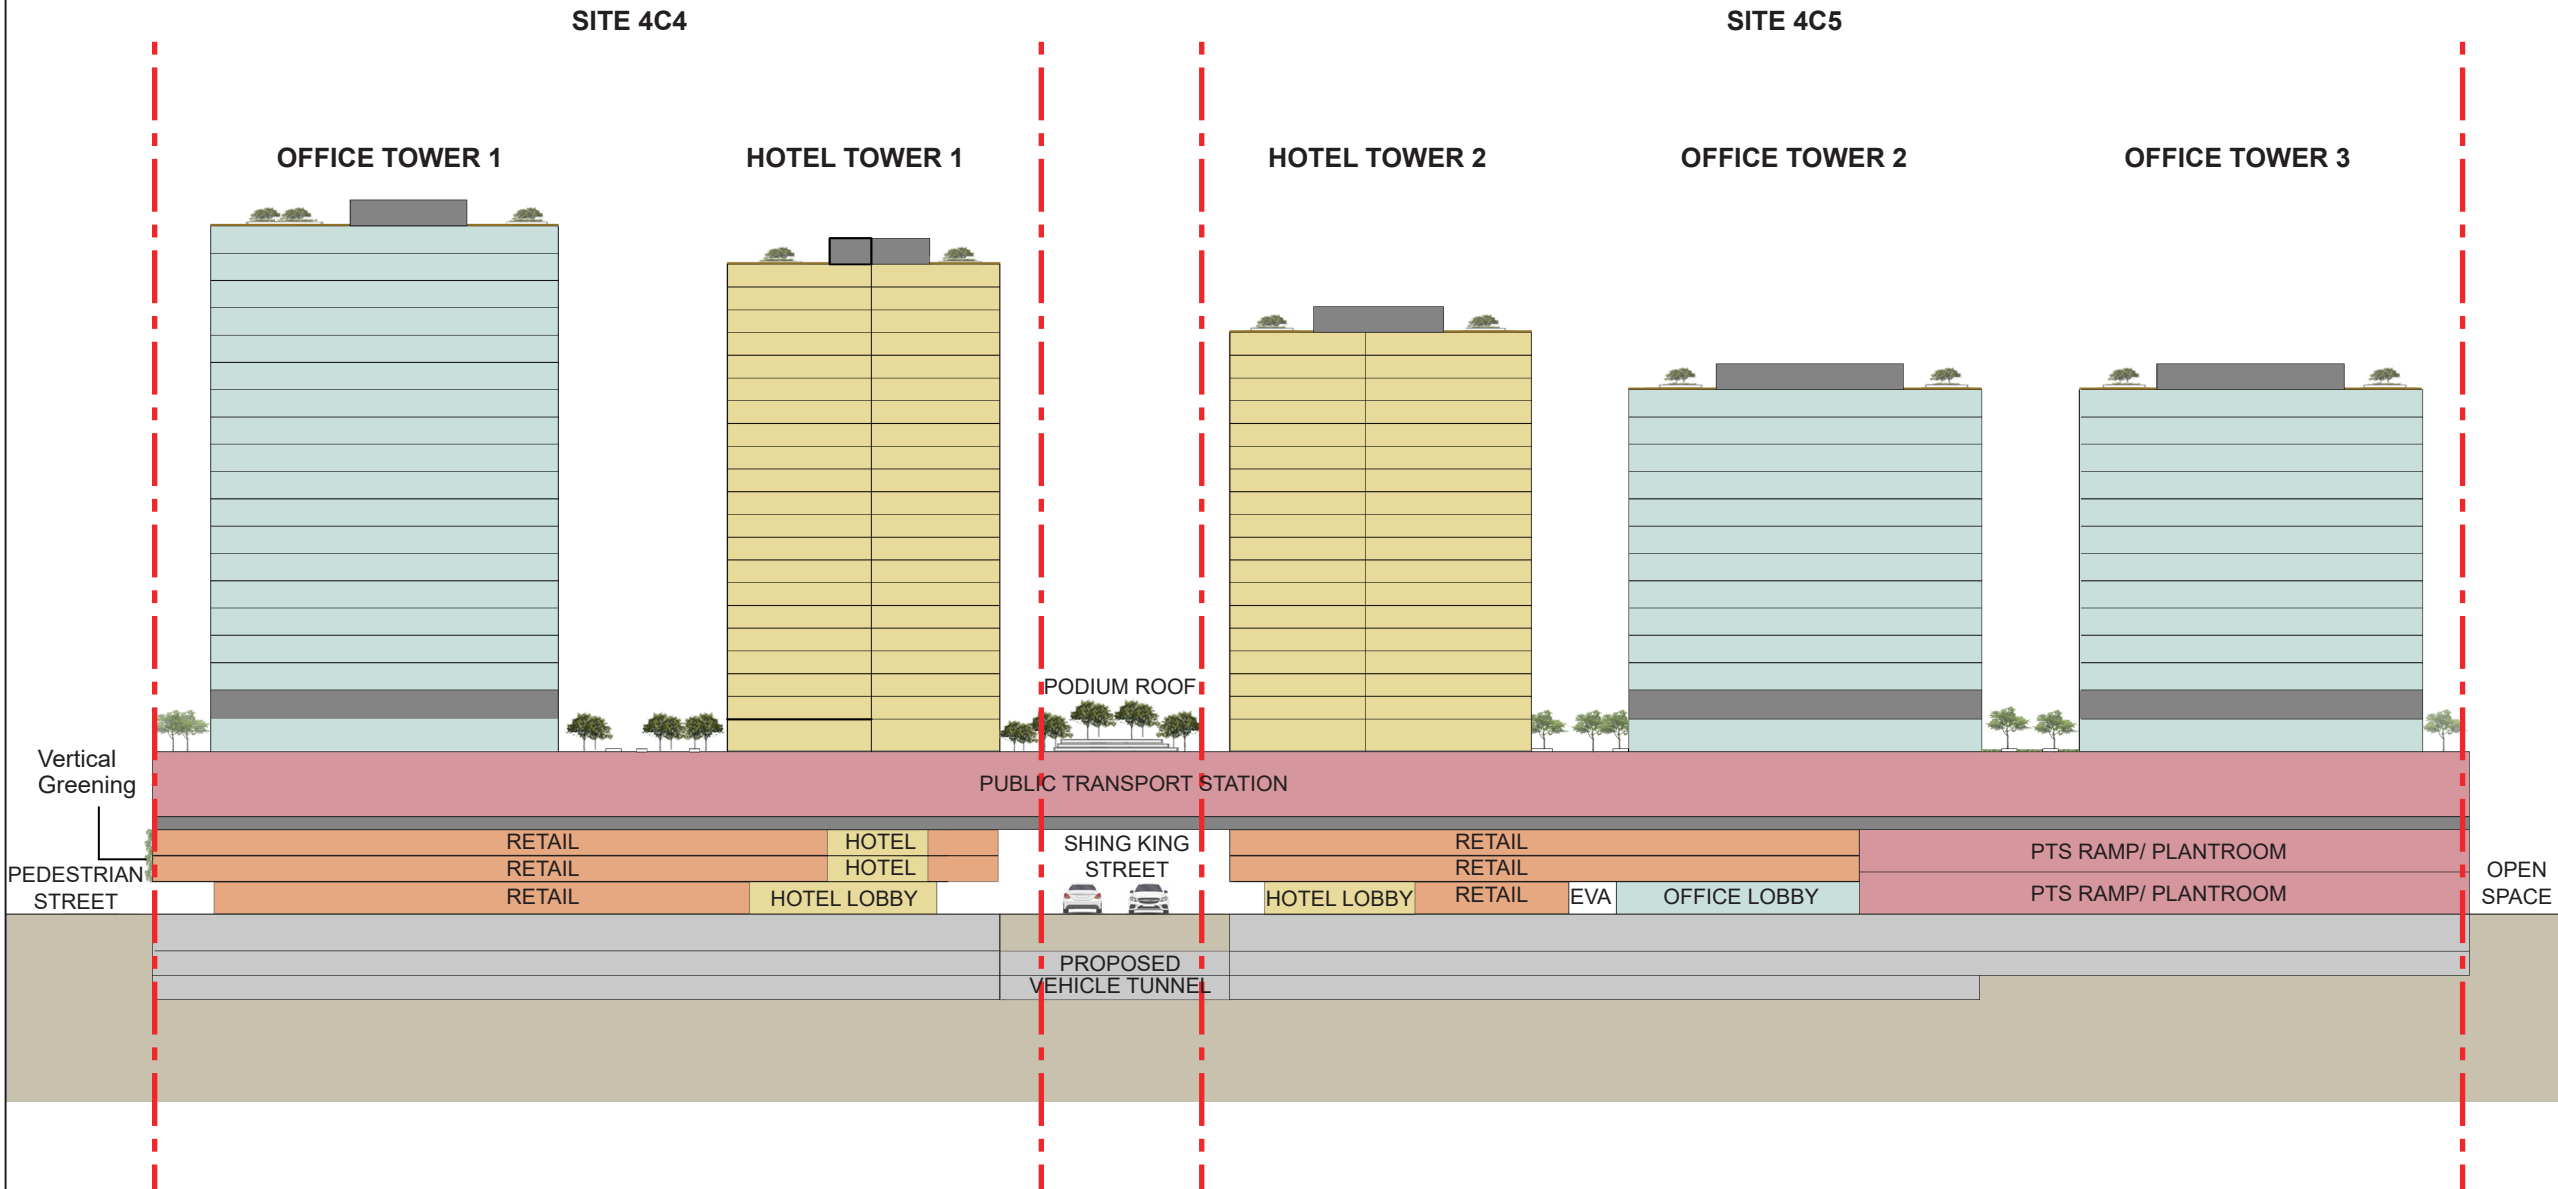 SITE 4C4
SITE 4C5
OFFICE TOWER 1
HOTEL TOWER 1
HOTEL TOWER 2
OFFICE TOWER 2
OFFICE TOWER 3
PODIUM ROOF
Vertical
Greening
PUBLIC TRANSPORT STATION
RETAIL
HOTEL
SHING KING
STREET
RETAIL
PTS RAMP/ PLANTROOM
RETAIL
HOTEL
RETAIL
PEDESTRIAN
STREET
RETAIL
HOTEL LOBBY
HOTEL LOBBY
RETAIL
EVA
OFFICE LOBBY
PTS RAMP/ PLANTROOM
OPEN
SPACE
PROPOSED
VEHICLE TUNNEL